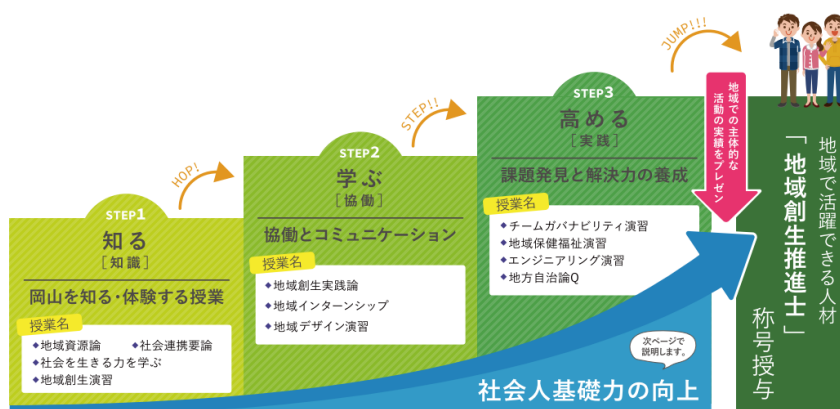 STEP1
知る
[知識]
岡山を知る・体験する授業
授業名
◆地域資源論 ◆社会連携要論
◆社会を生きる力を学ぶ
◆地域創生演習
HOP!
STEP2
学ぶ
[協働]
協働とコミュニケーション
授業名
◆地域創生実践論
◆地域インターンシップ
◆地域デザイン演習
STEP!!
STEP3
高める
[実践]
課題発見と解決力の養成
授業名
◆チームガバナビリティ演習
◆地域保健福祉演習
◆エンジニアリング演習
◆地方自治論Q
JUMP!!!
地域での主体的な
活動の実績をプレゼン
地域で活躍できる人材
「地域創生推進士」
称号授与
次ページで
説明します。
社会人基礎力の向上